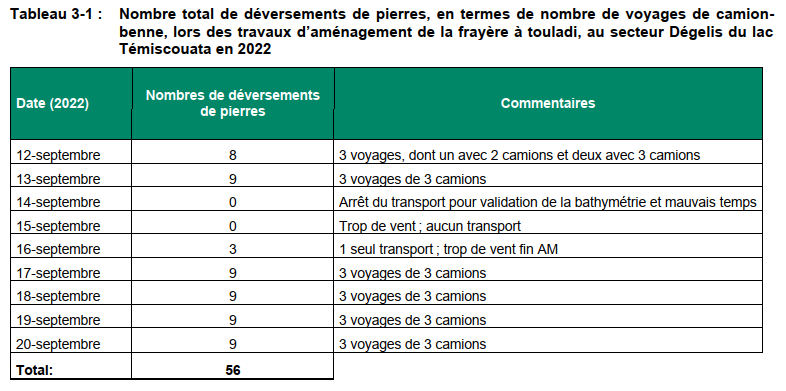 Tableau 3-1 : Nombre total de déversements de pierres, en termes de nombre de voyages de camion-
benne, lors des travaux d'aménagement de la frayère à touladi, au secteur Dégelis du lac
Témiscouata en 2022
Date (2022) Nombres de déversements de pierres Commentaires
12-septembre 8 3 voyages, dont un avec 2 camions et deux avec 3 camions
13-septembre 9 3 voyages de 3 camions
14-septembre 0 Arrêt du transport pour validation de la bathymétrie et mauvais temps
15-septembre 0 Trop de vent ; aucun transport
16-septembre 3 1 seul transport ; trop de vent fin AM
17-septembre 9 3 voyages de 3 camions
18-septembre 9 3 voyages de 3 camions
19-septembre 9 3 voyages de 3 camions
20-septembre 9 3 voyages de 3 camions
Total: 56